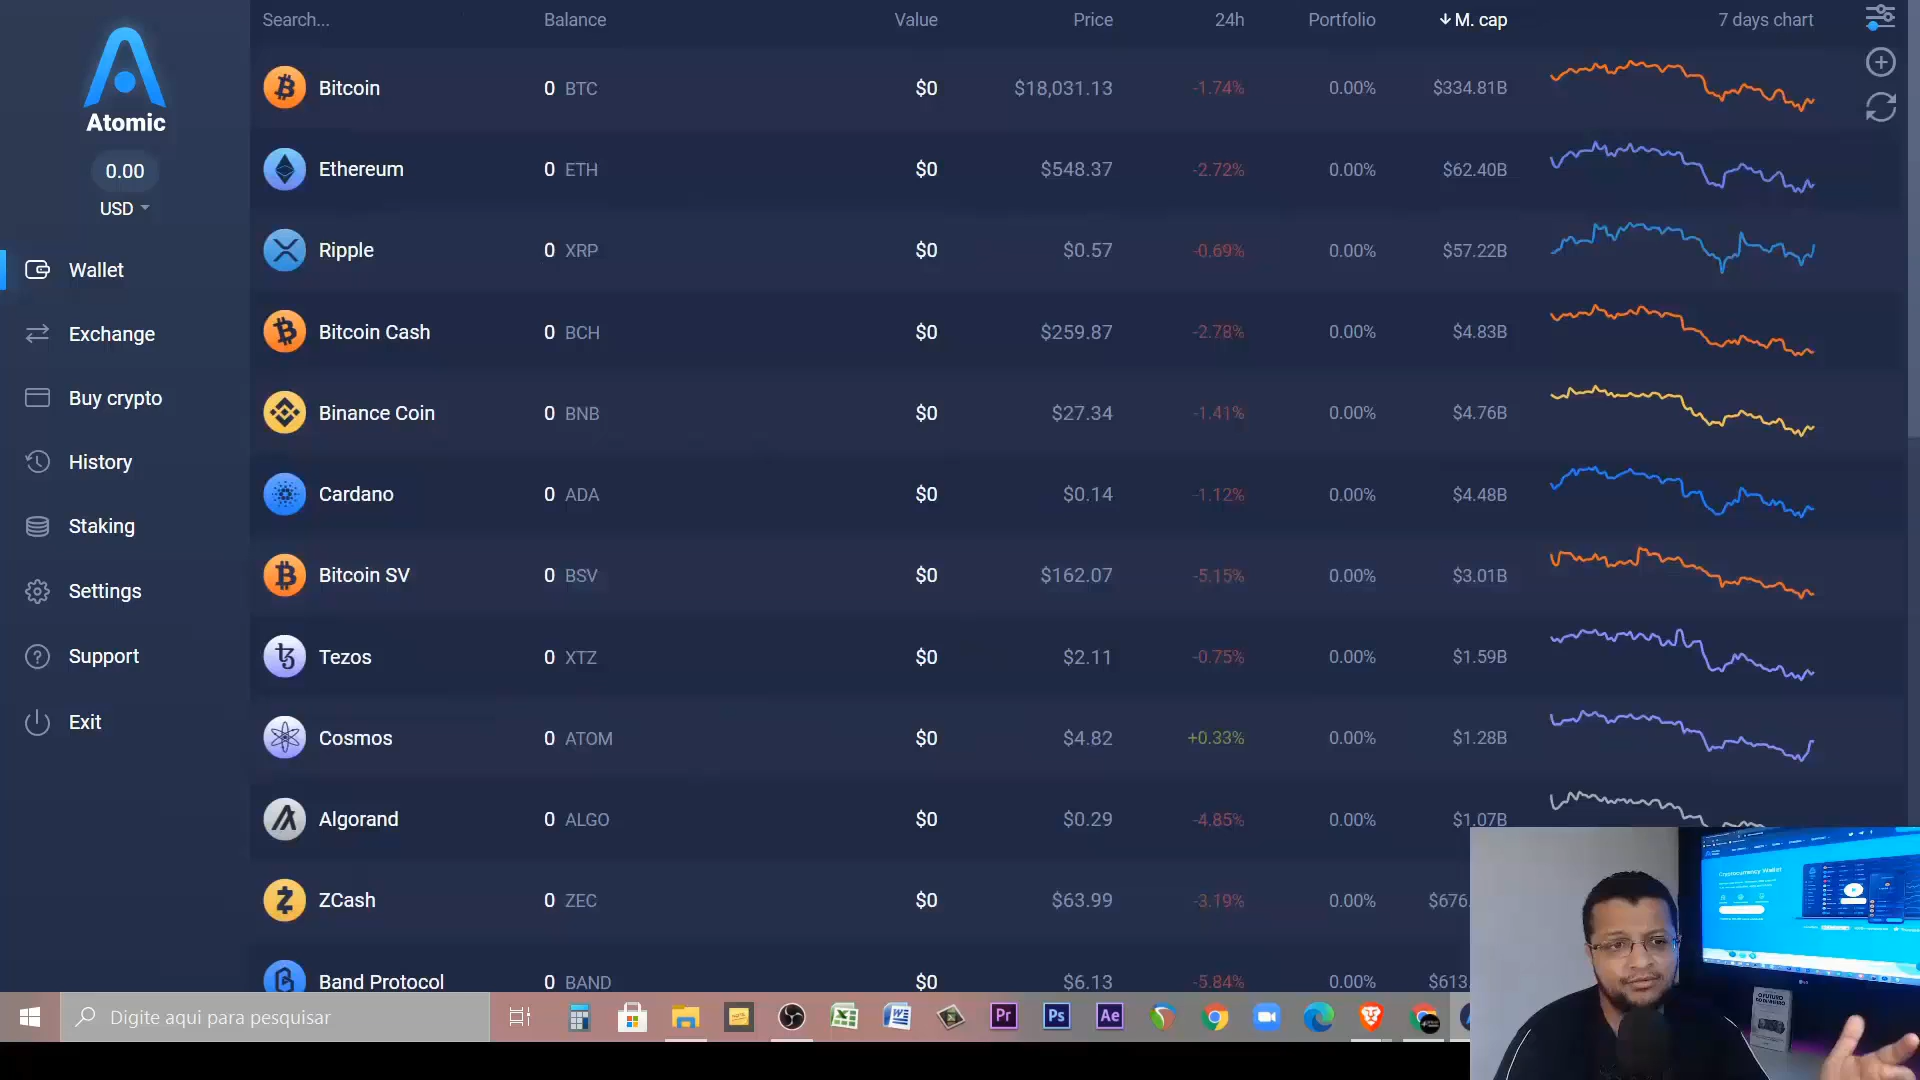 Search... Balance Value Price 24h Portfolio M. cap 7 days chart
Atomic
0.00
USD
Wallet
Exchange
Buy crypto
History
Staking
Settings
Support
Exit
Bitcoin 0 BTC $0 $18,031.13 -1.74% 0.00% $334.81B
Ethereum 0 ETH $0 $548.37 -2.72% 0.00% $62.40B
Ripple 0 XRP $0 $0.57 -0.69% 0.00% $57.22B
Bitcoin Cash 0 BCH $0 $259.87 -2.78% 0.00% $4.83B
Binance Coin 0 BNB $0 $27.34 -1.41% 0.00% $4.76B
Cardano 0 ADA $0 $0.14 -1.12% 0.00% $4.48B
Bitcoin SV 0 BSV $0 $162.07 -5.15% 0.00% $3.01B
Tezos 0 XTZ $0 $2.11 -0.75% 0.00% $1.59B
Cosmos 0 ATOM $0 $4.82 +0.33% 0.00% $1.28B
Algorand 0 ALGO $0 $0.29 -4.85% 0.00% $1.07B
ZCash 0 ZEC $0 $63.99 -3.19% 0.00% $676.
Band Protocol 0 BAND $0 $6.13 -5.84% 0.00% $613
Cryptocurrency Wallet
Digite aqui para pesquisar
Pr Ps Ae